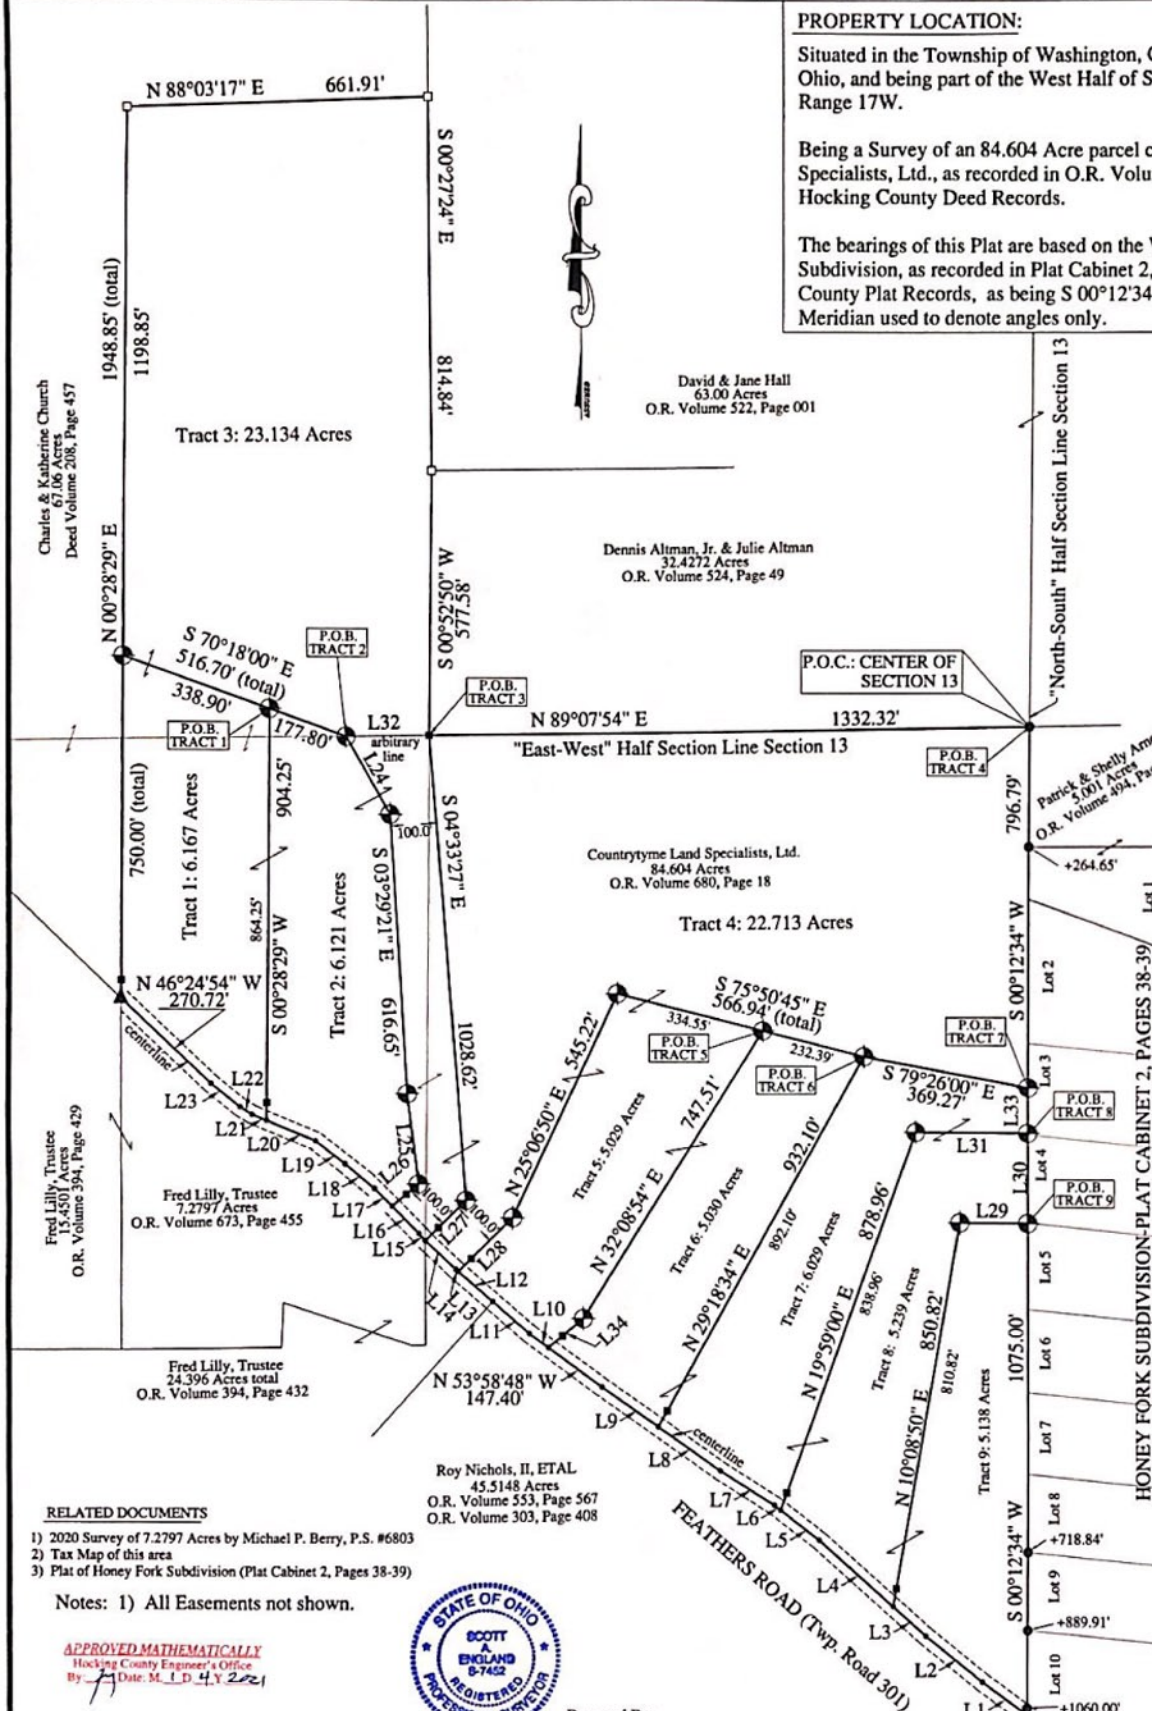 PROPERTY LOCATION:
Situated in the Township of Washington,
Ohio, and being part of the West Half of
Range 17W.
Being a Survey of an 84.604 Acre parcel
Specialists, Ltd., as recorded in O.R.
Hocking County Deed Records.
The bearings of this Plat are based on the
Subdivision, as recorded in Plat Cabinet 2,
County Plat Records, as being S 00°12'34
Meridian used to denote angles only.
N 88°03'17" E 661.91'
S 00°27'24" E
814.84'
1948.85' (total)
1198.85'
N 00°28'29" E
Charles & Katherine Church
67.06 Acres
Deed Volume 208, Page 457
Tract 3: 23.134 Acres
David & Jane Hall
63.00 Acres
O.R. Volume 522, Page 001
"North-South" Half Section Line Section 13
Dennis Altman, Jr. & Julie Altman
32.4272 Acres
O.R. Volume 524, Page 49
S 00°52'50" W
577.58'
S 70°18'00" E
516.70' (total)
338.90'
177.80'
P.O.B.
TRACT 2
P.O.B.
TRACT 1
L32
arbitrary
line
P.O.B.
TRACT 3
P.O.C.: CENTER OF
SECTION 13
N 89°07'54" E 1332.32'
"East-West" Half Section Line Section 13
P.O.B.
TRACT 4
796.79'
Patrick & Shelly
5.001 Acres
O.R. Volume 494,
+264.65'
Lot 1
750.00' (total)
Tract 1: 6.167 Acres
904.25'
864.25'
S 00°28'29" W
L24
100.0'
S 04°33'27" E
1028.62'
S 03°29'21" E
616.65'
Tract 2: 6.121 Acres
Countrytyme Land Specialists, Ltd.
84.604 Acres
O.R. Volume 680, Page 18
Tract 4: 22.713 Acres
S 00°12'34" W
Lot 2
N 46°24'54" W
270.72'
centerline
S 75°50'45" E
566.94' (total)
334.55'
232.39'
P.O.B.
TRACT 5
P.O.B.
TRACT 6
P.O.B.
TRACT 7
S 79°26'00" E
369.27'
Lot 3
L33
P.O.B.
TRACT 8
L31
L30
Lot 4
P.O.B.
TRACT 9
L29
Lot 5
L22
L23
L21
L20
L19
L18
L17
L16
L15
L14
L13
L12
L11
L10
L34
L25
L26
100.0'
L27
100.0'
L28
N 25°06'50" E 545.22'
Tract 5: 5.029 Acres
N 32°08'54" E 747.51'
Tract 6: 5.030 Acres
932.10'
892.10'
N 29°18'34" E
Tract 7: 6.029 Acres
878.96'
838.96'
N 19°59'00" E
Tract 8: 5.239 Acres
850.82'
810.82'
N 10°08'50" E
Tract 9: 5.138 Acres
1075.00'
Lot 6
Lot 7
HONEY FORK SUBDIVISION-PLAT CABINET 2, PAGES 38-39
Fred Lilly, Trustee
15.4501 Acres
O.R. Volume 394, Page 429
Fred Lilly, Trustee
7.2797 Acres
O.R. Volume 673, Page 455
Fred Lilly, Trustee
24.396 Acres total
O.R. Volume 394, Page 432
N 53°58'48" W
147.40'
L9
L8
centerline
L7
L6
L5
L4
L3
L2
L1
Roy Nichols, II, ETAL
45.5148 Acres
O.R. Volume 553, Page 567
O.R. Volume 303, Page 408
FEATHERS ROAD (Twp. Road 301)
S 00°12'34" W
Lot 8
+718.84'
Lot 9
+889.91'
Lot 10
+1060.00'
RELATED DOCUMENTS
1) 2020 Survey of 7.2797 Acres by Michael P. Berry, P.S. #6803
2) Tax Map of this area
3) Plat of Honey Fork Subdivision (Plat Cabinet 2, Pages 38-39)
Notes: 1) All Easements not shown.
APPROVED MATHEMATICALLY
Hocking County Engineer's Office
By: Date: M. 1 D. 4 Y. 2021
STATE OF OHIO
SCOTT
A.
ENGLAND
S-7452
REGISTERED
PROFESSIONAL SURVEYOR